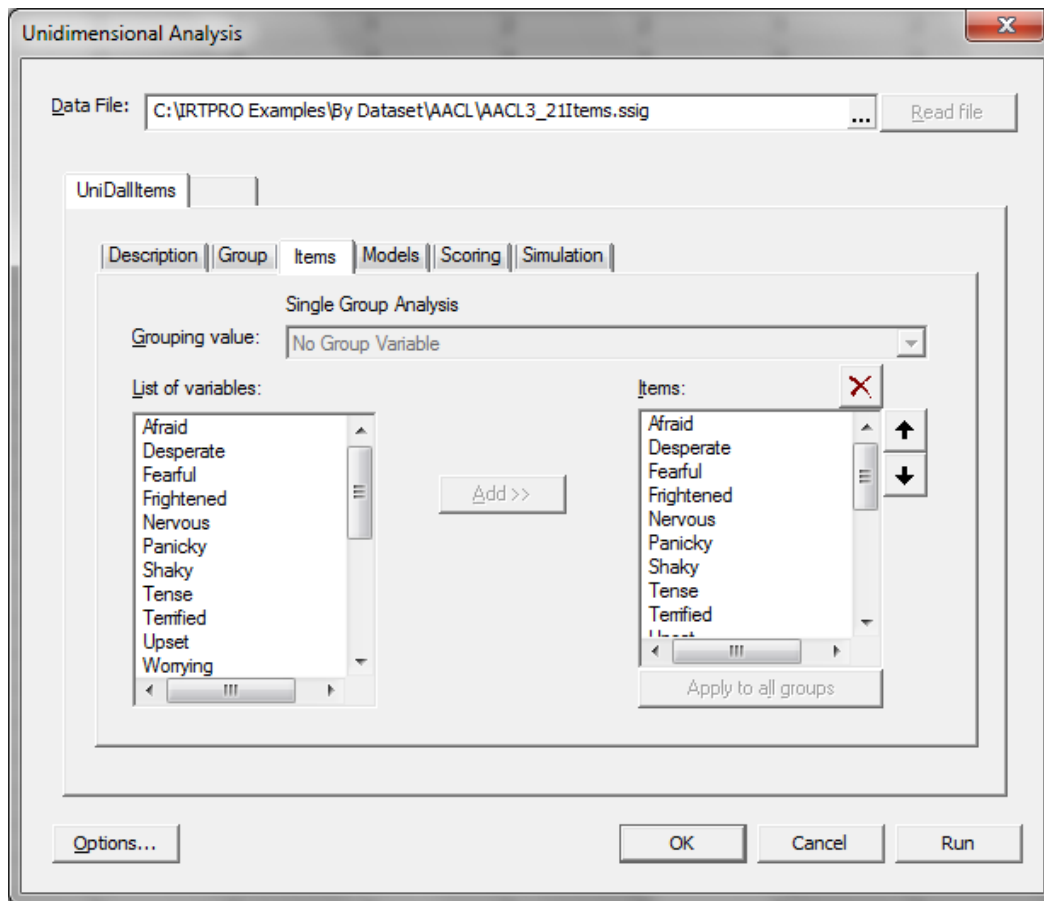 Unidimensional Analysis
Data File: C:\IRTPRO Examples\By Dataset\AACL\AACL3_21Items.ssig ... Read file
UniDallItems
Description Group Items Models Scoring Simulation
Single Group Analysis
Grouping value: No Group Variable
List of variables:
Afraid
Desperate
Fearful
Frightened
Nervous
Panicky
Shaky
Tense
Terrified
Upset
Worrying
Add >>
Items:
Afraid
Desperate
Fearful
Frightened
Nervous
Panicky
Shaky
Tense
Terrified
Apply to all groups
Options... OK Cancel Run